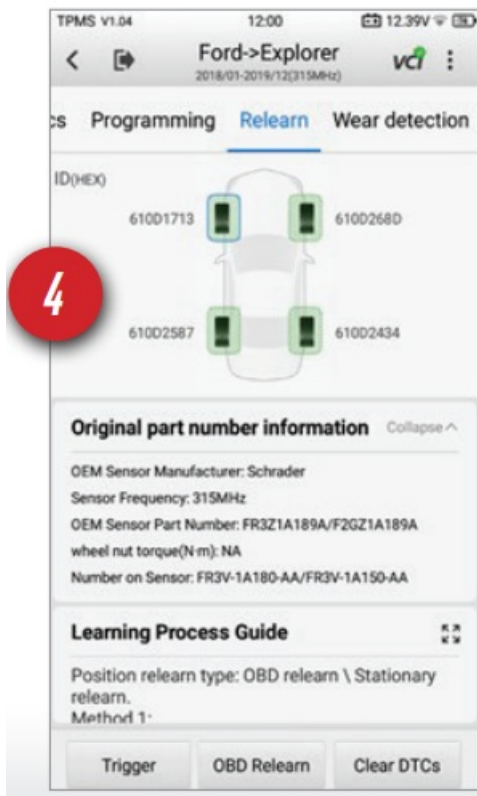 TPMS V1.04 12:00 12.39V
Ford->Explorer VCI
2018/01-2019/12(315MHz)
cs Programming Relearn Wear detection
ID(HEX)
610D1713 610D268D
4
610D2587 610D2434
Original part number information Collapse
OEM Sensor Manufacturer: Schrader
Sensor Frequency: 315MHz
OEM Sensor Part Number: FR3Z1A189A/F2GZ1A189A
wheel nut torque(N·m): NA
Number on Sensor: FR3V-1A180-AA/FR3V-1A150-AA
Learning Process Guide
Position relearn type: OBD relearn \ Stationary
relearn.
Method 1:
Trigger OBD Relearn Clear DTCs